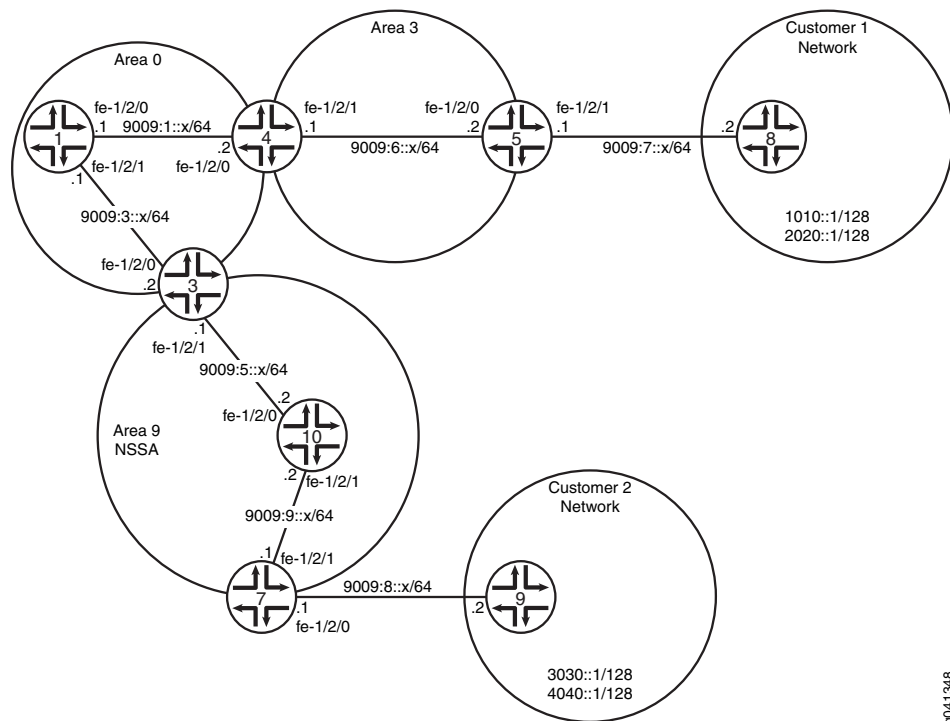 Area 0
Area 3
Customer 1
Network
fe-1/2/0
.1
9009:1::x/64
1
fe-1/2/1
.1
.2
fe-1/2/0
4
fe-1/2/1
.1
9009:6::x/64
fe-1/2/0
.2
5
fe-1/2/1
.1
9009:7::x/64
.2
8
1010::1/128
2020::1/128
9009:3::x/64
fe-1/2/0
.2
3
.1
fe-1/2/1
9009:5::x/64
.2
fe-1/2/0
10
Area 9
NSSA
.2
fe-1/2/1
9009:9::x/64
.1
fe-1/2/1
7
.1
fe-1/2/0
9009:8::x/64
Customer 2
Network
.2
9
3030::1/128
4040::1/128
g041348